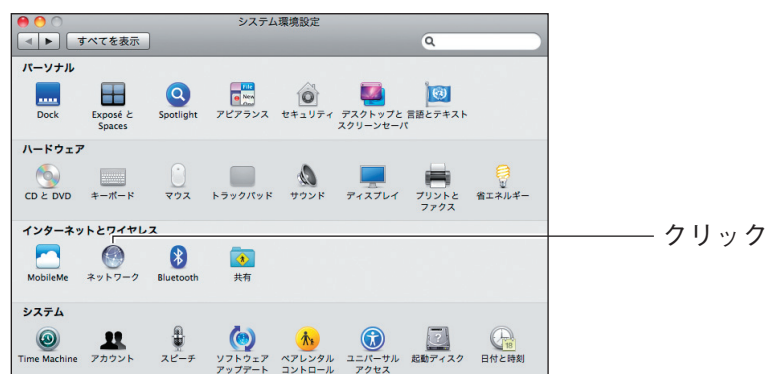 システム環境設定
すべてを表示
パーソナル
Dock
Exposé と
Spaces
Spotlight
アピアランス
セキュリティ
デスクトップと
スクリーンセーバ
言語とテキスト
ハードウェア
CD と DVD
キーボード
マウス
トラックパッド
サウンド
ディスプレイ
プリントと
ファクス
省エネルギー
インターネットとワイヤレス
MobileMe
ネットワーク
Bluetooth
共有
クリック
システム
Time Machine
アカウント
スピーチ
ソフトウェア
アップデート
ペアレンタル
コントロール
ユニバーサル
アクセス
起動ディスク
日付と時刻